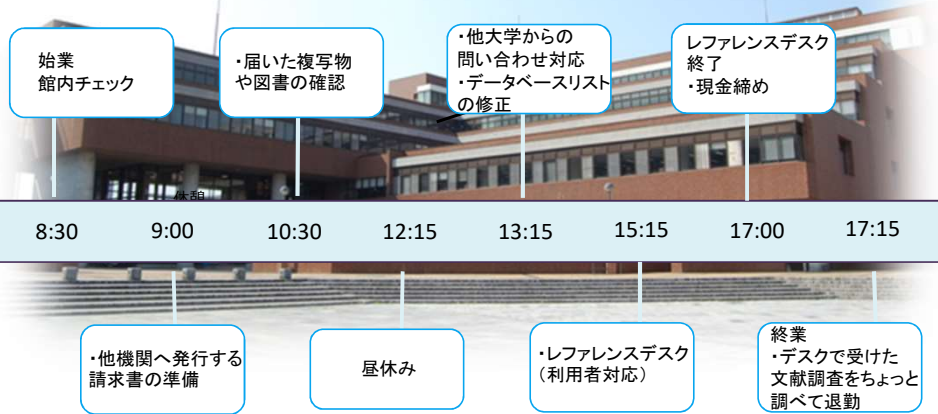 始業
館内チェック
・届いた複写物
や図書の確認
・他大学からの
問い合わせ対応
・データベースリスト
の修正
レファレンスデスク
終了
・現金締め
休憩
8:30
9:00
10:30
12:15
13:15
15:15
17:00
17:15
・他機関へ発行する
請求書の準備
昼休み
・レファレンスデスク
（利用者対応）
終業
・デスクで受けた
文献調査をちょっと
調べて退勤